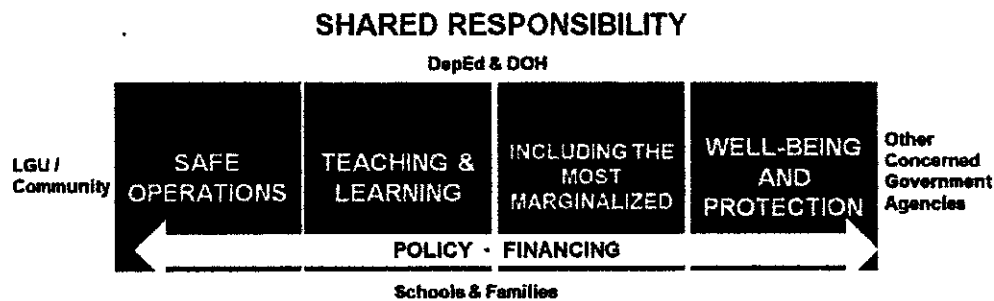 SHARED RESPONSIBILITY
DepEd & DOH
LGU /
Community
SAFE
OPERATIONS
TEACHING &
LEARNING
INCLUDING THE
MOST
MARGINALIZED
WELL-BEING
AND
PROTECTION
Other
Concerned
Government
Agencies
POLICY - FINANCING
Schools & Families